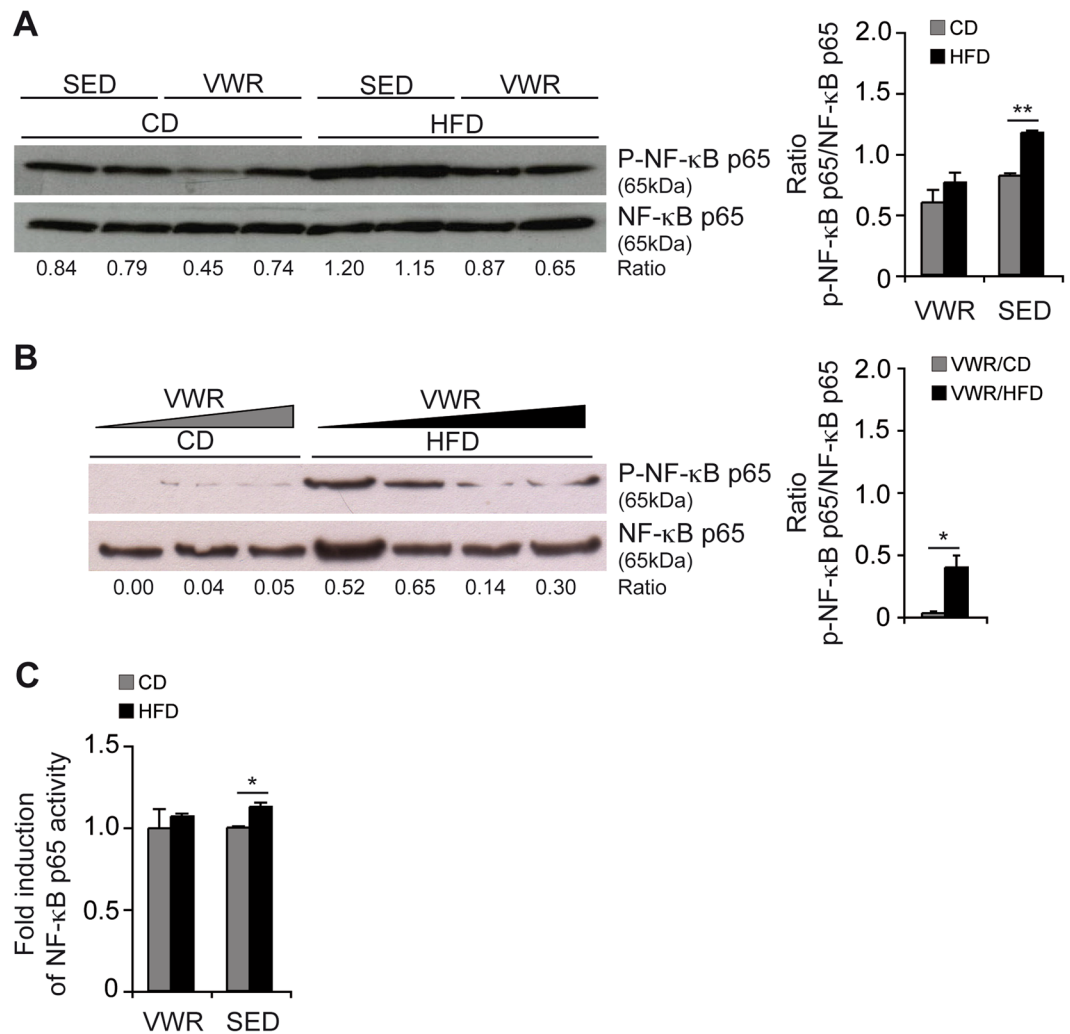 A
SED VWR SED VWR
CD HFD
P-NF-κB p65
(65kDa)
NF-κB p65
(65kDa)
0.84 0.79 0.45 0.74 1.20 1.15 0.87 0.65 Ratio
CD
HFD
Ratio
p-NF-κB p65/NF-κB p65
2.0
1.5
1.0
0.5
0
**
VWR SED
B
VWR VWR
CD HFD
P-NF-κB p65
(65kDa)
NF-κB p65
(65kDa)
0.00 0.04 0.05 0.52 0.65 0.14 0.30 Ratio
VWR/CD
VWR/HFD
Ratio
p-NF-κB p65/NF-κB p65
2.0
1.5
1.0
0.5
0
*
C
CD
HFD
Fold induction
of NF-κB p65 activity
1.5
1.0
0.5
0
*
VWR SED